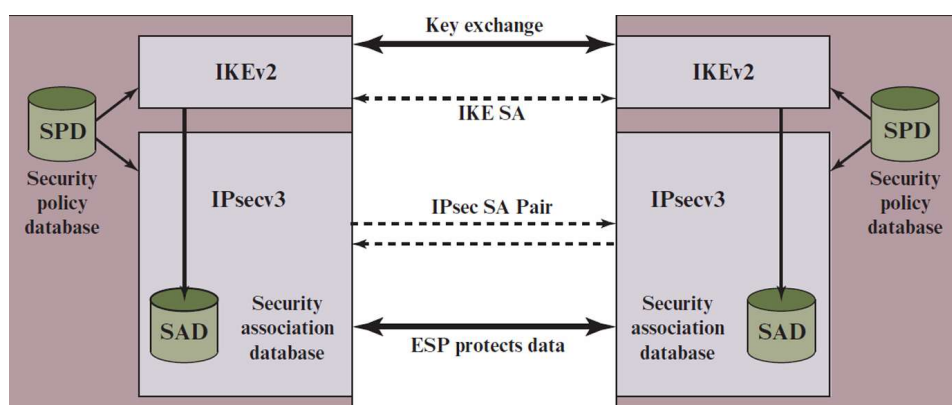 Key exchange
IKEv2
IKEv2
IKE SA
SPD
SPD
Security
policy
database
Security
policy
database
IPsecv3
IPsecv3
IPsec SA Pair
SAD
Security
association
database
ESP protects data
Security
association
database
SAD